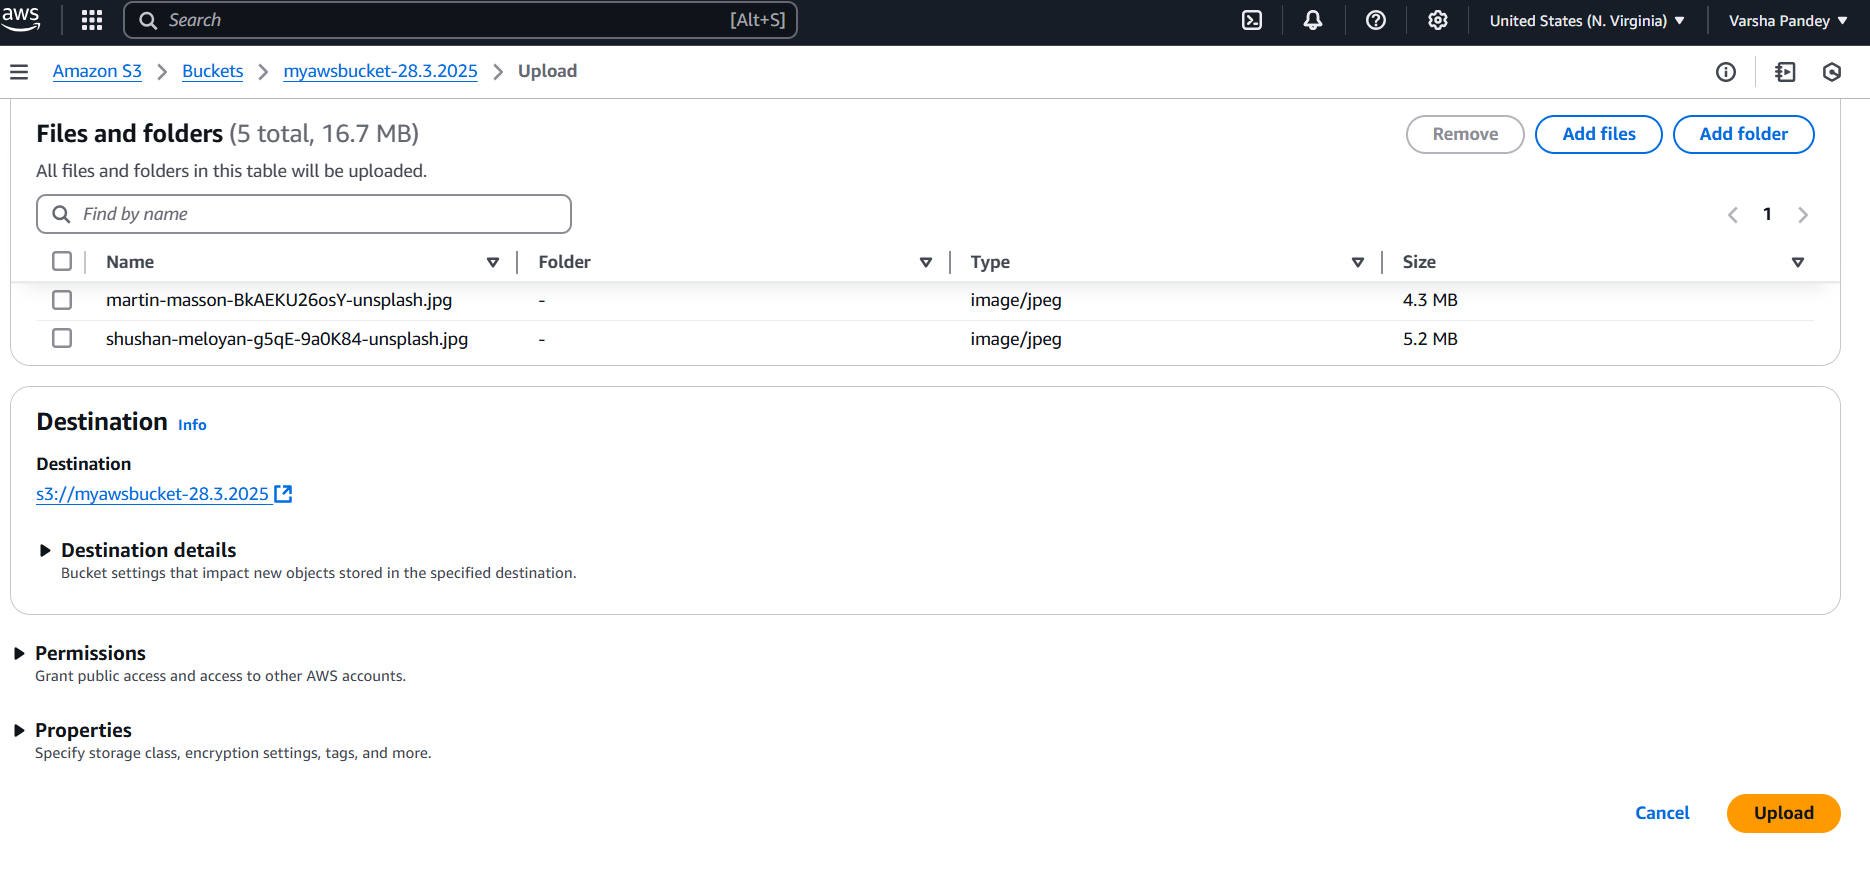 aws Search [Alt+S] United States (N. Virginia) Varsha Pandey
Amazon S3 Buckets myawsbucket-28.3.2025 Upload
Files and folders (5 total, 16.7 MB) Remove Add files Add folder
All files and folders in this table will be uploaded.
Find by name 1
Name Folder Type Size
martin-masson-BkAEKU26osY-unsplash.jpg - image/jpeg 4.3 MB
shushan-meloyan-g5qE-9a0K84-unsplash.jpg - image/jpeg 5.2 MB
Destination Info
Destination
s3://myawsbucket-28.3.2025
Destination details
Bucket settings that impact new objects stored in the specified destination.
Permissions
Grant public access and access to other AWS accounts.
Properties
Specify storage class, encryption settings, tags, and more.
Cancel Upload